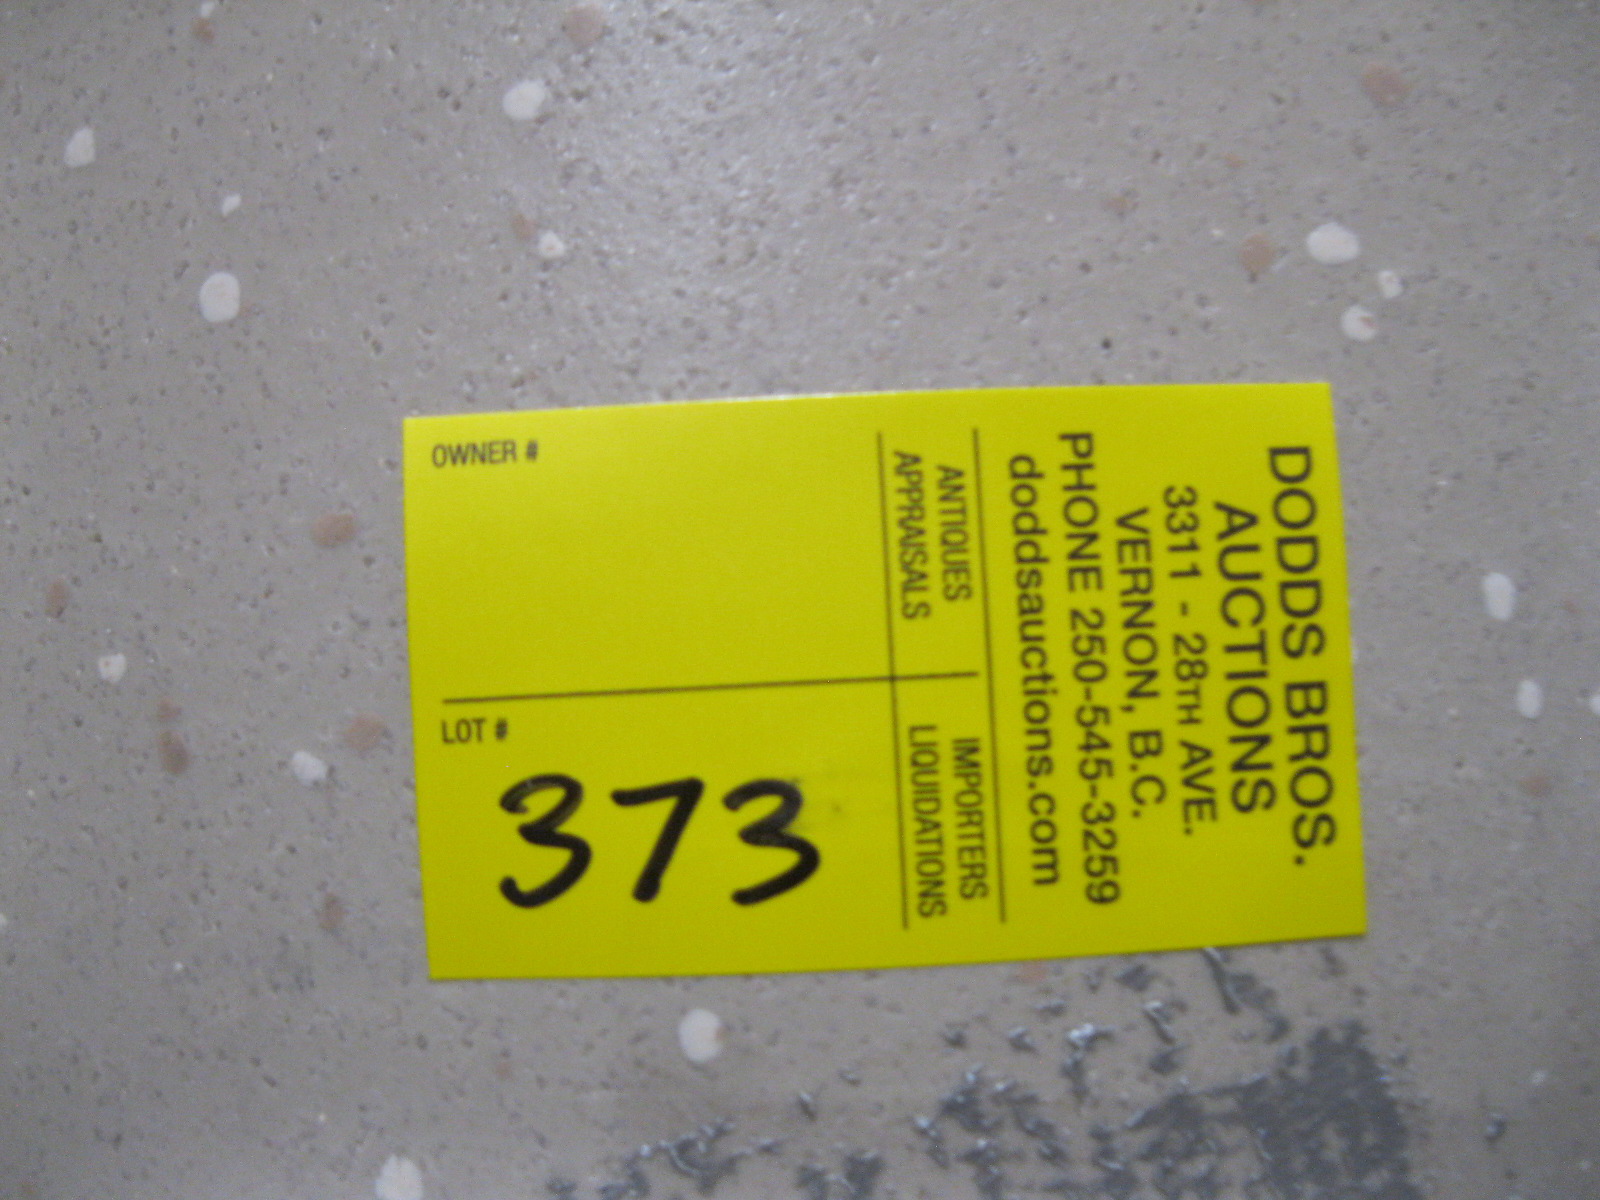 DODDS BROS.
AUCTIONS
3311 - 28TH AVE.
VERNON, B.C.
PHONE 250-545-3259
doddsauctions.com
ANTIQUES
APPRAISALS
IMPORTERS
LIQUIDATIONS
OWNER #
LOT #
373